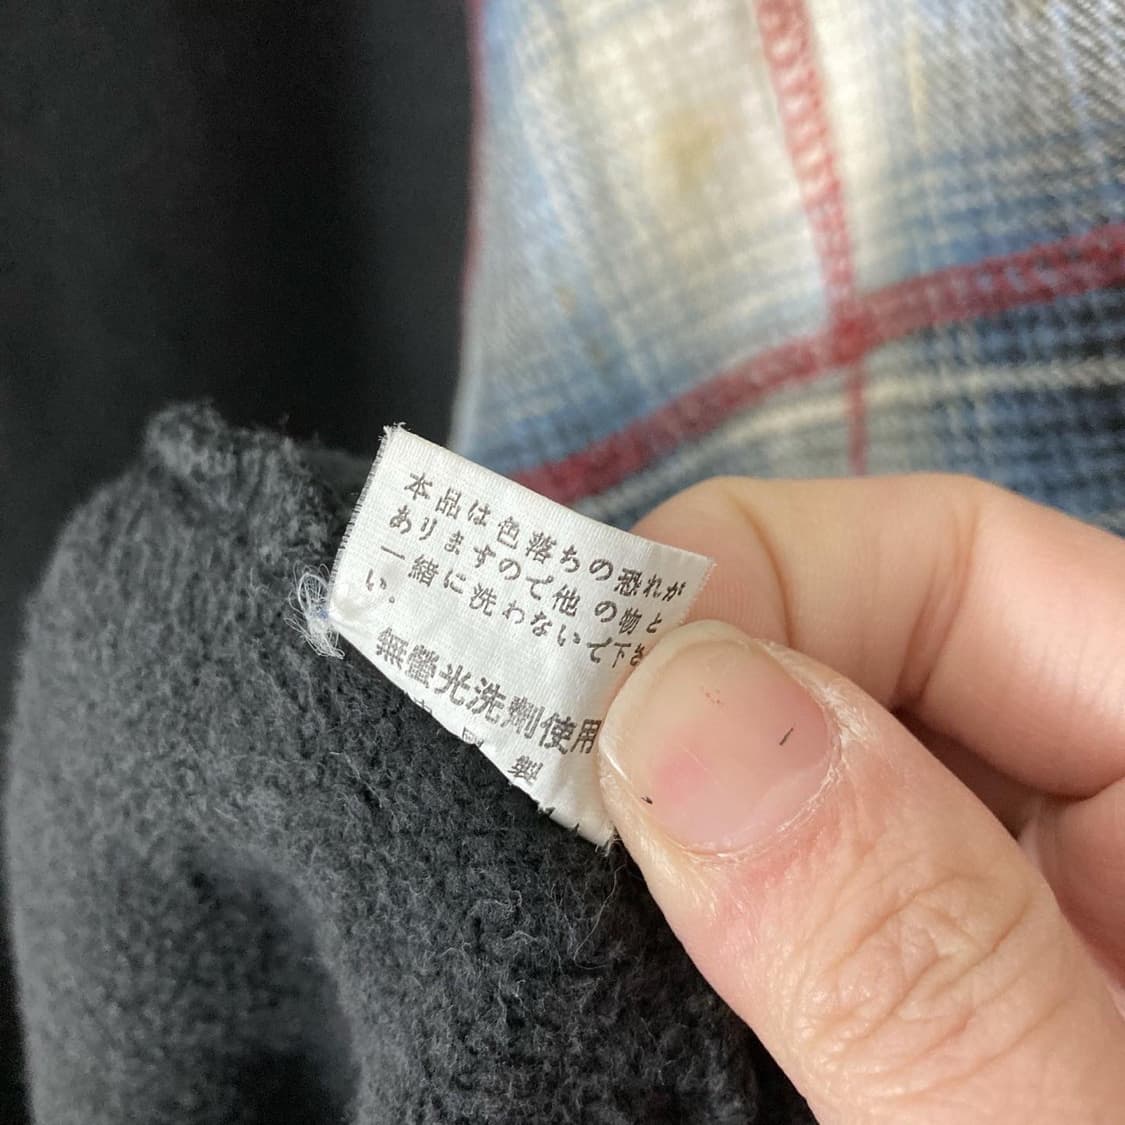 本品は色落ちの恐れが
ありますので他の物と
一緒に洗わないで下さ
い.
無螢光洗剤使用
国
製